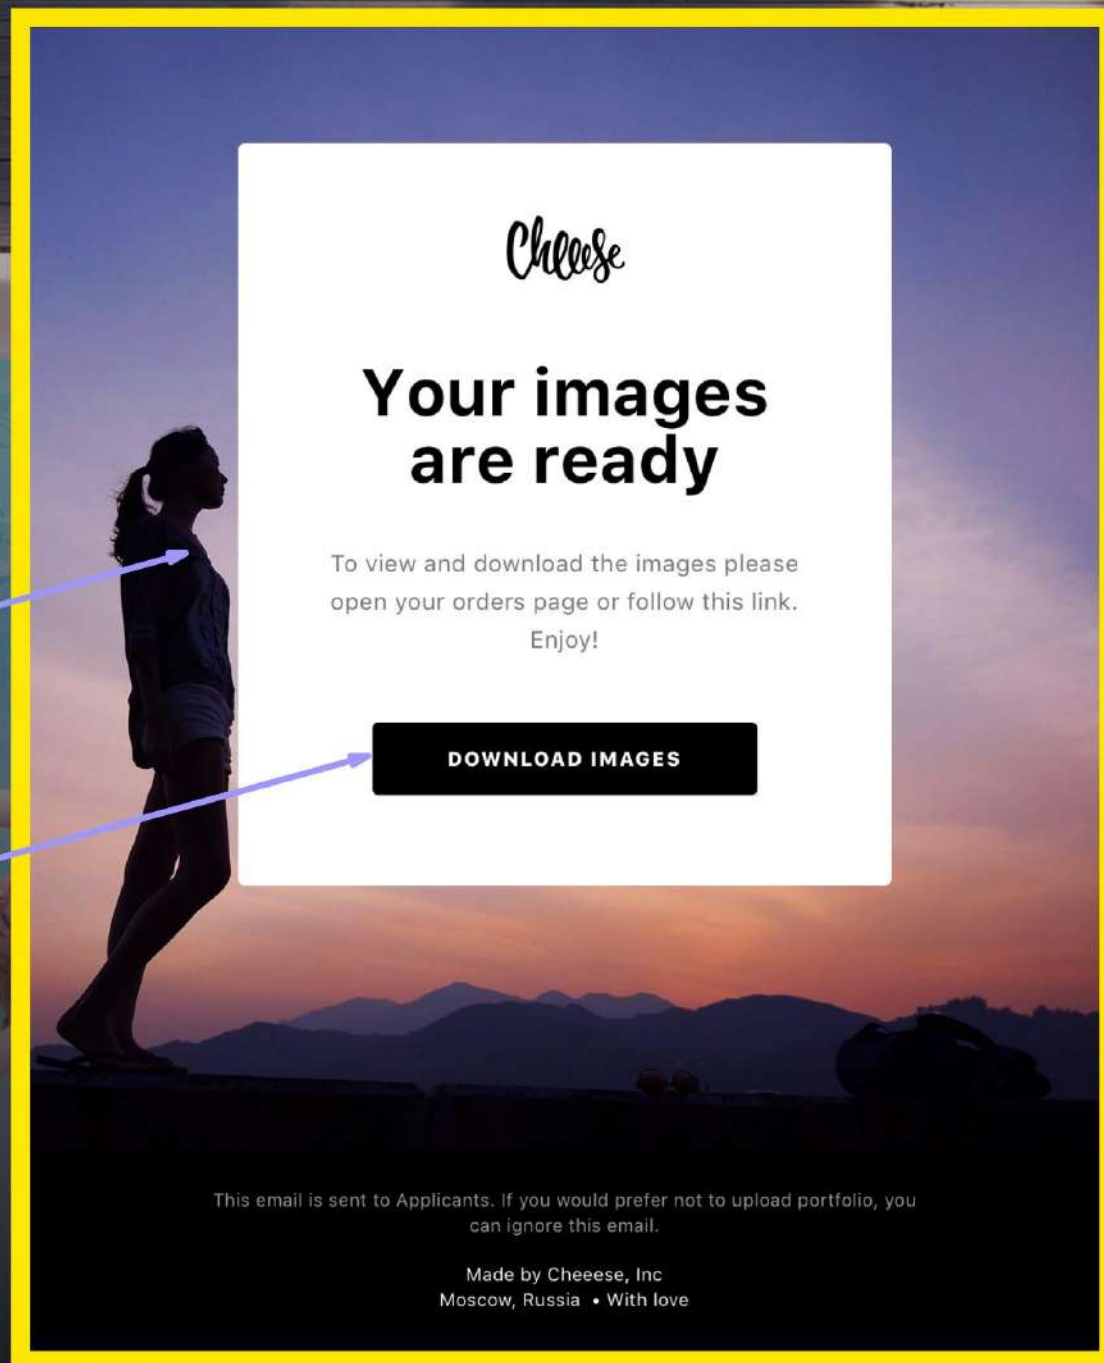 Cheeese
Your images
are ready
To view and download the images please
open your orders page or follow this link.
Enjoy!
DOWNLOAD IMAGES
This email is sent to Applicants. If you would prefer not to upload portfolio, you
can ignore this email.
Made by Cheeese, Inc
Moscow, Russia • With love